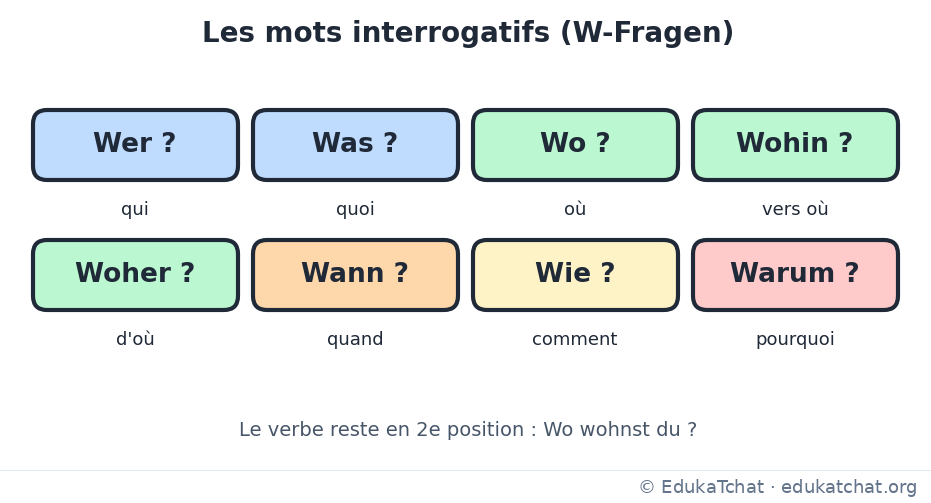 Les mots interrogatifs (W-Fragen)
Wer ? Was ? Wo ? Wohin ?
qui quoi où vers où
Woher ? Wann ? Wie ? Warum ?
d'où quand comment pourquoi
Le verbe reste en 2e position : Wo wohnst du ?
© EdukaTchat · edukatchat.org